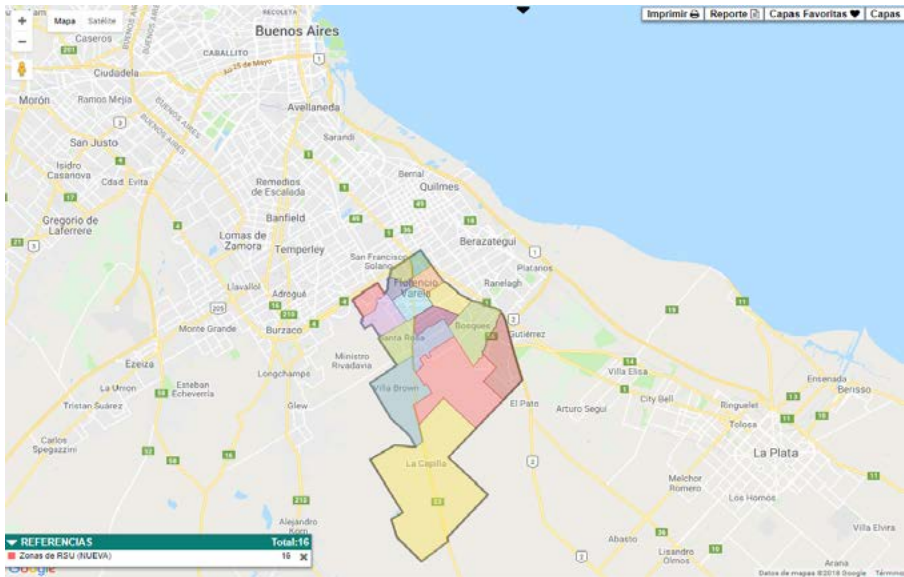 Mapa Satélite
Imprimir
Reporte
Capas Favoritas
Capas
RECOLETA
Buenos Aires
Caseros
CABALLITO
Au 25 de Mayo
Ciudadela
Morón
Ramos Mejia
BUENOS AIRES
BUENOS AIRES
Avellaneda
San Justo
Sarandi
Isidro
Casanova
Cdad. Evita
Remedios
de Escalada
Bernal
Quilmes
Gregorio de
Laferrere
Banfield
Lomas de
Zamora
Temperley
Berazategui
San Francisco
Solano
Platanos
Llavallol
Adrogué
Florencio
Varela
Ranelagh
Monte Grande
Burzaco
Santa Rosa
Bosques
Gutiérrez
Ezeiza
Longchamps
Ministro
Rivadavia
Villa Elisa
La Union
Esteban
Echeverría
Villa Brown
Ensenada
Berisso
Tristan Suárez
Glew
El Pato
Arturo Segui
City Bell
Ringuelet
Tolosa
Carlos
Spegazzini
La Capilla
La Plata
Melchor
Romero
Los Hornos
Alejandro
Korn
Villa Elvira
Abasto
Lisandro
Olmos
Arana
REFERENCIAS Total:16
Zonas de RSU (NUEVA) 16
Google
Datos de mapas ©2018 Google Términos